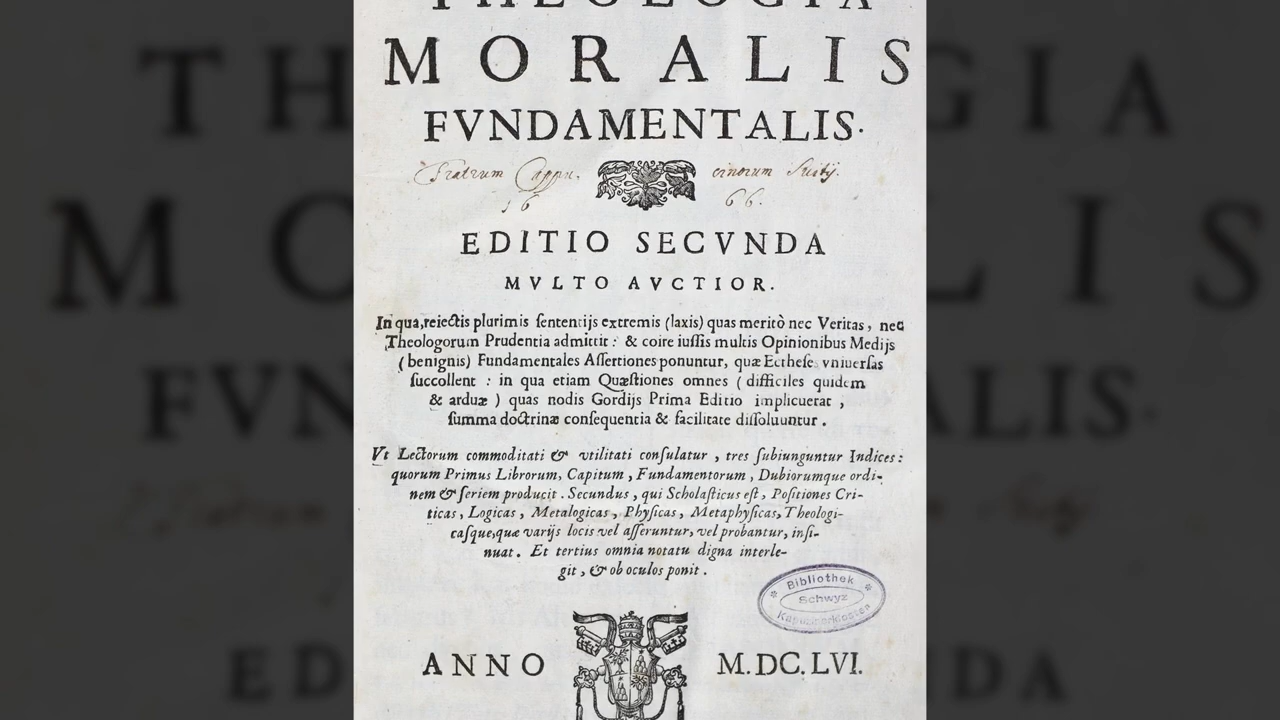 THEOLOGIA
MORALIS
FVNDAMENTALIS.
Fratrum Cappu. cinorum Suitij.
16 66.
EDITIO SECVNDA
MVLTO AVCTIOR.
In qua, reiectis plurimis ſententijs extremis (laxis) quas meritò nec Veritas, nec
Theologorum Prudentia admittit: & coire iuſſis multis Opinionibus Medijs
(benignis) Fundamentales Aſſertiones ponuntur, quæ Ectheſes vniuerſas
ſuccollent : in qua etiam Quæſtiones omnes ( difficiles quidem
& arduæ ) quas nodis Gordijs Prima Editio implicuerat ,
ſumma doctrinæ conſequentia & facilitate diſſoluuntur .
Vt Lectorum commoditati & vtilitati conſulatur , tres ſubiunguntur Indices :
quorum Primus Librorum, Capitum , Fundamentorum , Dubiorumque ordi-
nem & ſeriem producit . Secundus , qui Scholaſticus eſt , Poſitiones Cri-
ticas , Logicas , Metalogicas , Phyſicas , Metaphyſicas, Theologi-
caſque, quæ varijs locis vel aſſeruntur, vel probantur, inſi-
nuat . Et tertius omnia notatu digna interle-
git , & ob oculos ponit .
Bibliothek
Schwyz
Kapuzinerkloster
ANNO M.DC.LVI.